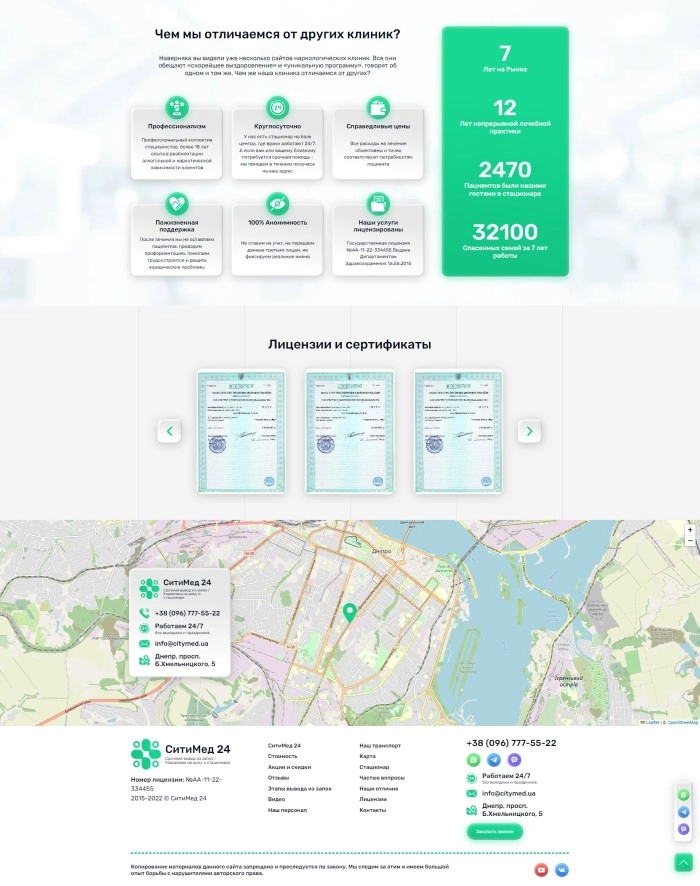 Чем мы отличаемся от других клиник?
Наверняка вы видели уже несколько сайтов наркологических клиник. Все они
обещают «скорейшее выздоровление» и «уникальную программу», говорят об
одном и том же. Чем же наша клиника отличаемся от других?
Профессионализм
Профессиональный коллектив
специалистов, более 16 лет
опыта в реабилитации
алкогольной и наркотической
зависимости клиентов
Круглосуточно
У нас есть стационар на базе
центра, где врачи работают 24/7.
А если вам или вашему близкому
потребуется срочная помощь -
мы приедем в течении получаса
на ваш адрес
Справедливые цены
Все расходы на лечение
объективны и точно
соответствуют потребностям
пациента
Пожизненная
поддержка
После лечения мы не оставляем
пациентов: проводим
профориентацию, помогаем
трудоустроится и решить
юридические проблемы
100% Анонимность
Не ставим на учет, не передаем
данные третьим лицам, не
фиксируем реальные имена
Наши услуги
лицензированы
Государственная лицензия
№АА-11-22-334455 Выдана
Департаментом
Здравоохранения 16.06.2015
7
Лет на Рынке
12
Лет непрерывной лечебной
практики
2470
Пациентов были нашими
гостями в стационаре
32100
Спасенных семей за 7 лет
работы
Лицензии и сертификаты
Дніпро
+
−
СитиМед 24
Срочный вывод из запоя /
Кодировка на дому и
стационаре
+38 (096) 777-55-22
Работаем 24/7
без выходных и праздников
info@citymed.ua
Днепр, просп.
Б.Хмельницкого, 5
Leaflet | © OpenStreetMap
СитиМед 24
Срочный вывод из запоя /
Кодировка на дому и стационаре
Номер лицензии: №АА-11-22-
334455
2015-2022 © СитиМед 24
СитиМед 24
Стоимость
Акции и скидки
Отзывы
Этапы вывода из запоя
Видео
Наш персонал
Наш транспорт
Карта
Стационар
Частые вопросы
Наши отличия
Лицензии
Контакты
+38 (096) 777-55-22
Работаем 24/7
без выходных и праздников
info@citymed.ua
Днепр, просп.
Б.Хмельницкого, 5
Заказать звонок
Копирование материалов данного сайта запрещено и преследуется по закону. Мы следим за этим и имеем большой
опыт борьбы с нарушителями авторского права.